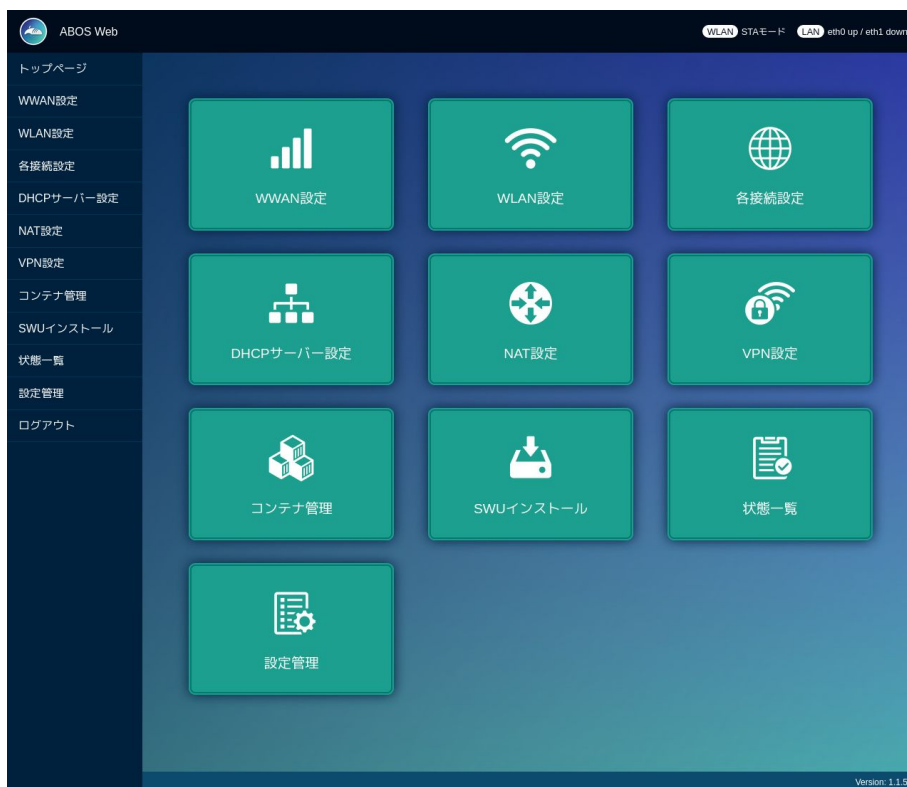 ABOS Web
WLAN STAモード LAN eth0 up / eth1 down
トップページ
WWAN設定
WLAN設定
各接続設定
DHCPサーバー設定
NAT設定
VPN設定
コンテナ管理
SWUインストール
状態一覧
設定管理
ログアウト
WWAN設定
WLAN設定
各接続設定
DHCPサーバー設定
NAT設定
VPN設定
コンテナ管理
SWUインストール
状態一覧
設定管理
Version: 1.1.5